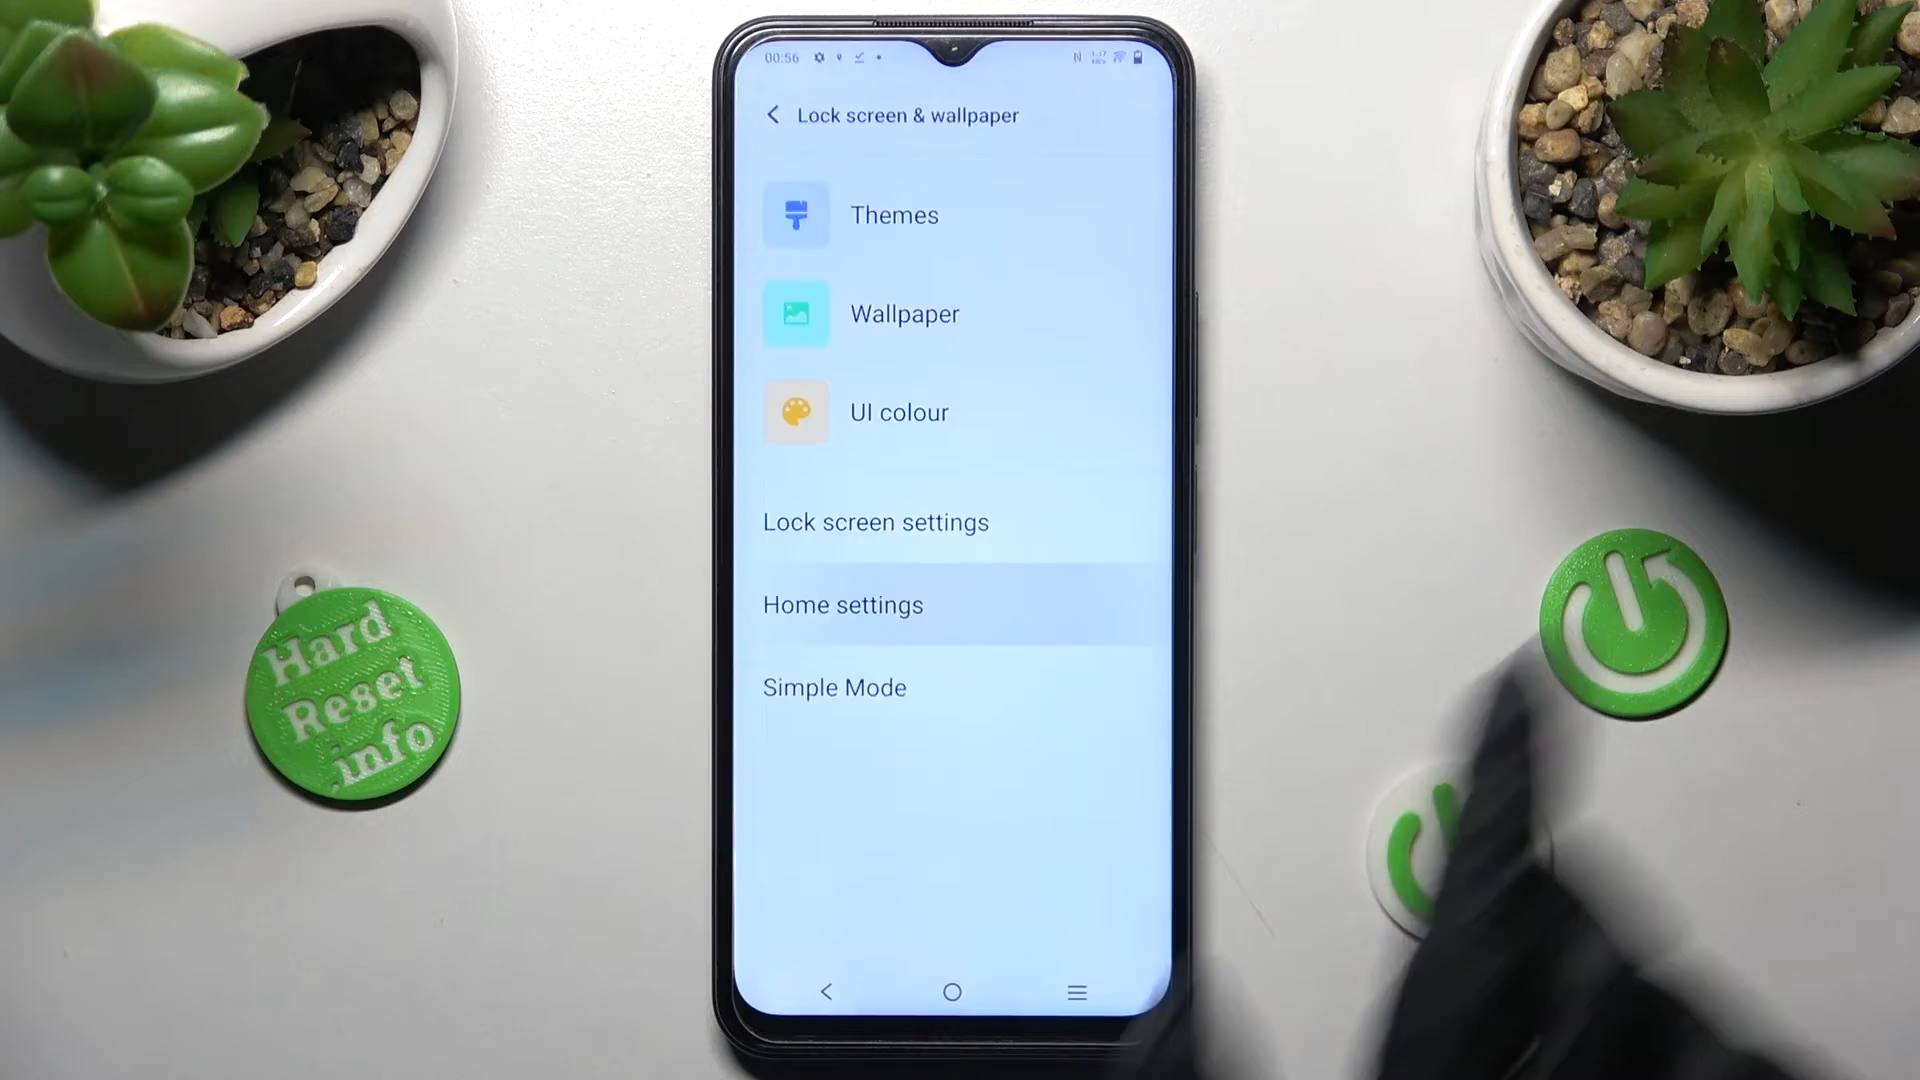 00:56
Lock screen & wallpaper
Themes
Wallpaper
UI colour
Lock screen settings
Home settings
Simple Mode
Hard
Reset
.info